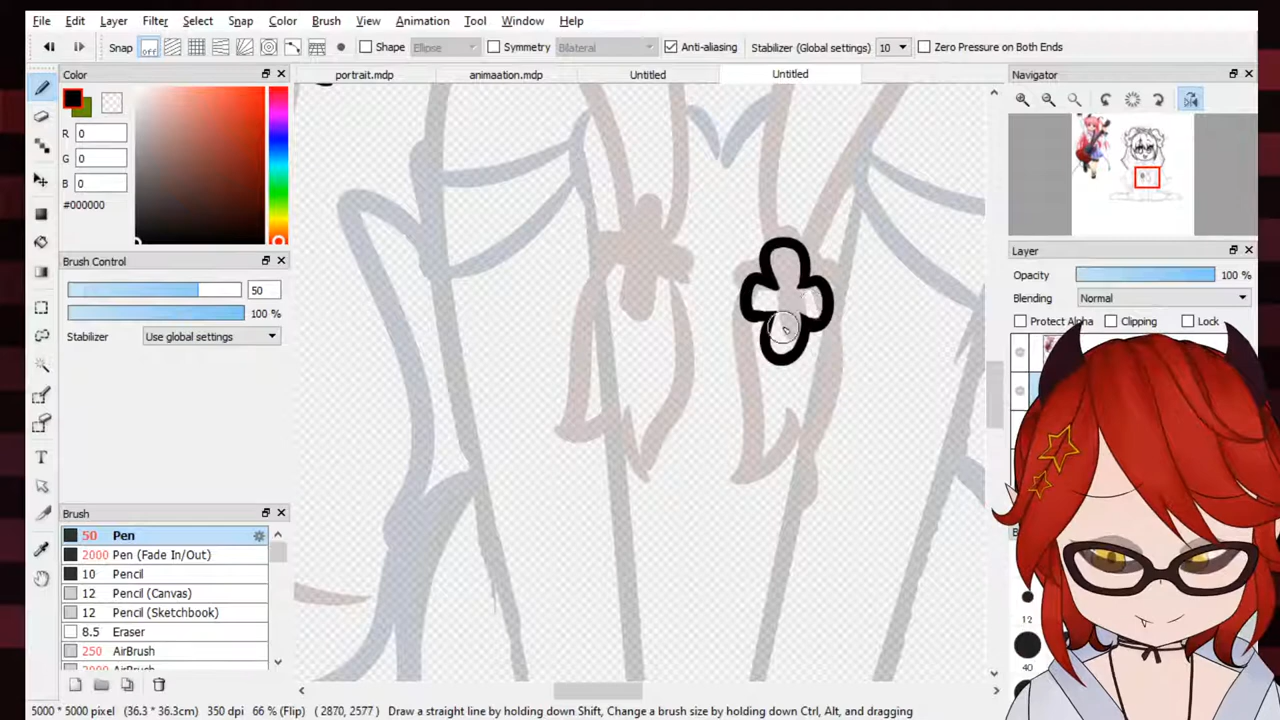 File Edit Layer Filter Select Snap Color Brush View Animation Tool Window Help
Snap off Shape Ellipse Symmetry Bilateral Anti-aliasing Stabilizer (Global settings) 10 Zero Pressure on Both Ends
Color
portrait.mdp animaation.mdp Untitled Untitled
Navigator
R 0
G 0
B 0
#000000
Brush Control
50
100 %
Stabilizer Use global settings
Layer
Opacity 100 %
Blending Normal
Protect Alpha Clipping Lock
Brush
50 Pen
2000 Pen (Fade In/Out)
10 Pencil
12 Pencil (Canvas)
12 Pencil (Sketchbook)
8.5 Eraser
250 AirBrush
2000 AirBrush
12
40
5000 * 5000 pixel (36.3 * 36.3cm) 350 dpi 66 % (Flip) ( 2870, 2577 ) Draw a straight line by holding down Shift, Change a brush size by holding down Ctrl, Alt, and dragging